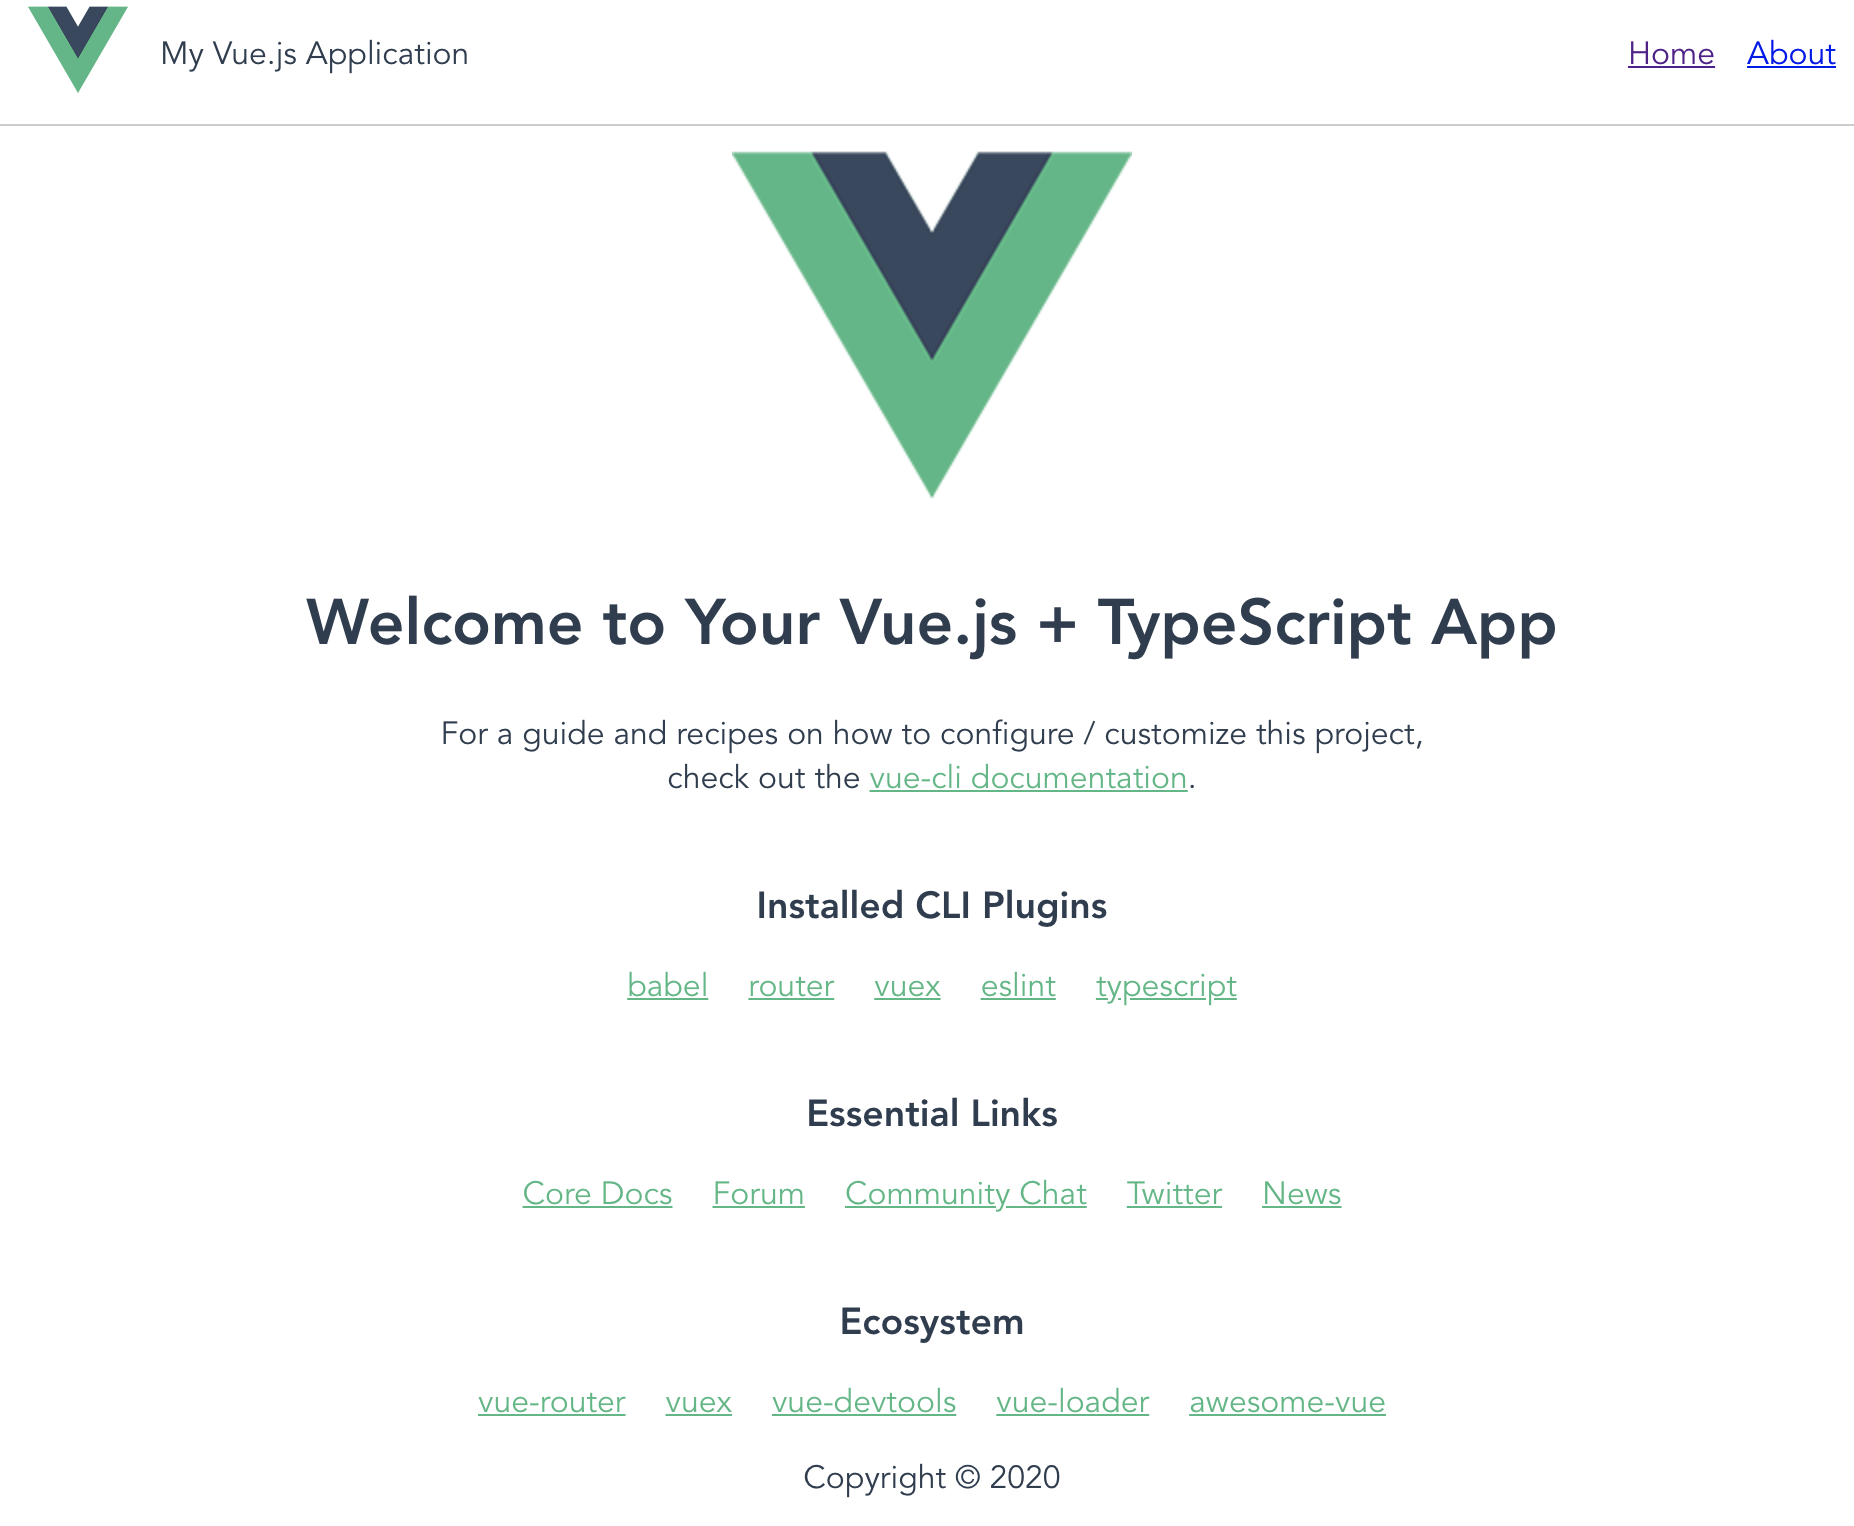 My Vue.js Application
Home About
Welcome to Your Vue.js + TypeScript App
For a guide and recipes on how to configure / customize this project,
check out the vue-cli documentation.
Installed CLI Plugins
babel router vuex eslint typescript
Essential Links
Core Docs Forum Community Chat Twitter News
Ecosystem
vue-router vuex vue-devtools vue-loader awesome-vue
Copyright © 2020